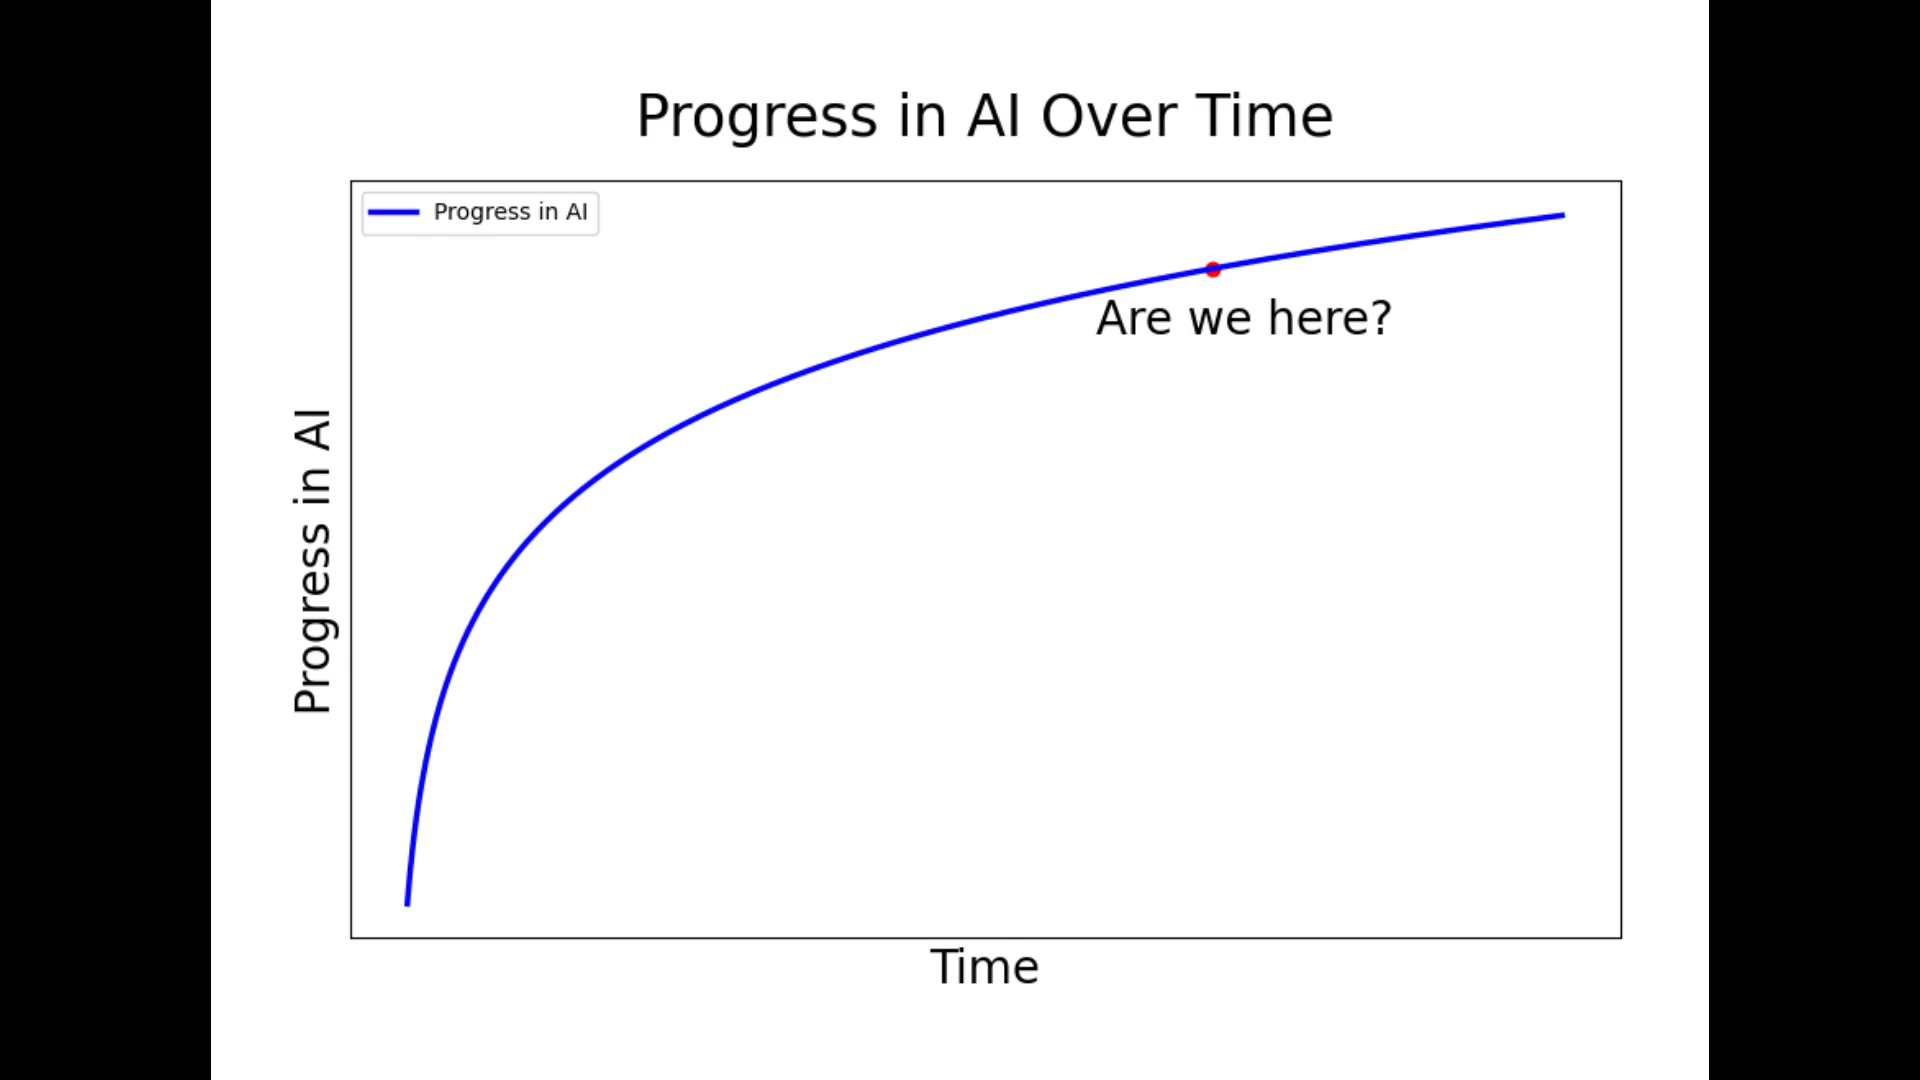 Progress in AI Over Time
Progress in AI
Are we here?
Progress in AI
Time